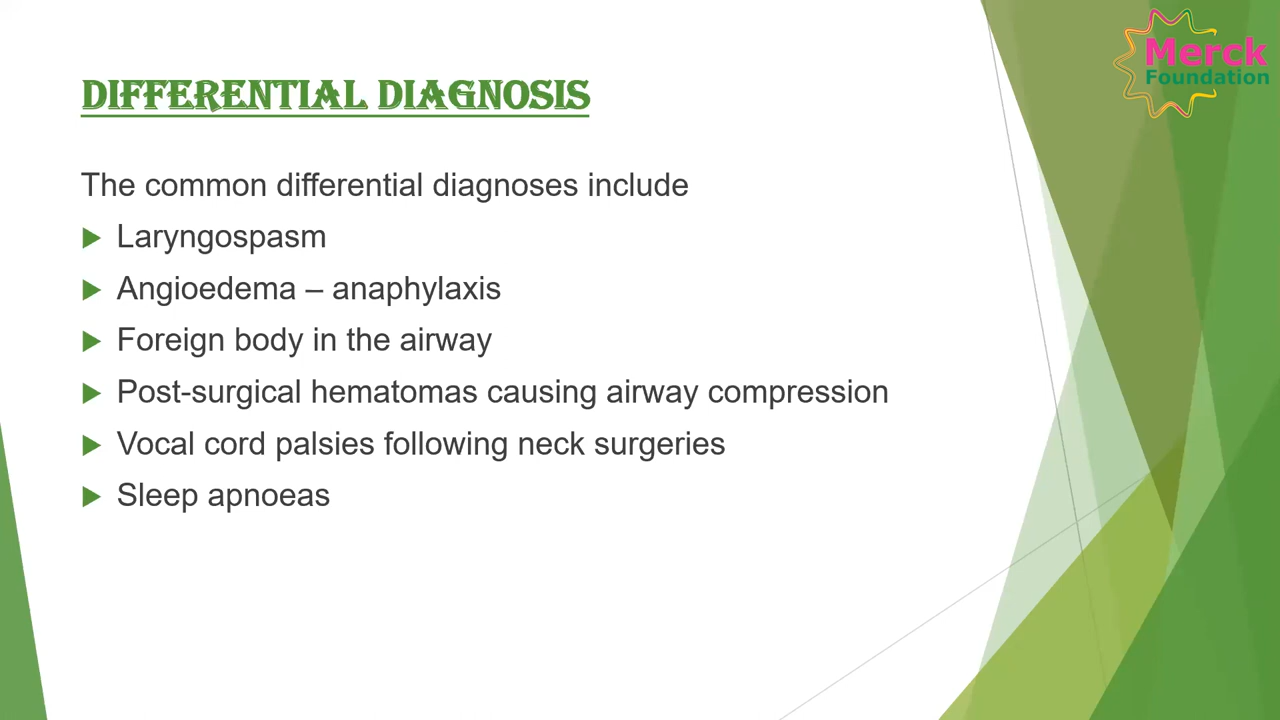 Merck
Foundation
DIFFERENTIAL DIAGNOSIS
The common differential diagnoses include
Laryngospasm
Angioedema – anaphylaxis
Foreign body in the airway
Post-surgical hematomas causing airway compression
Vocal cord palsies following neck surgeries
Sleep apnoeas